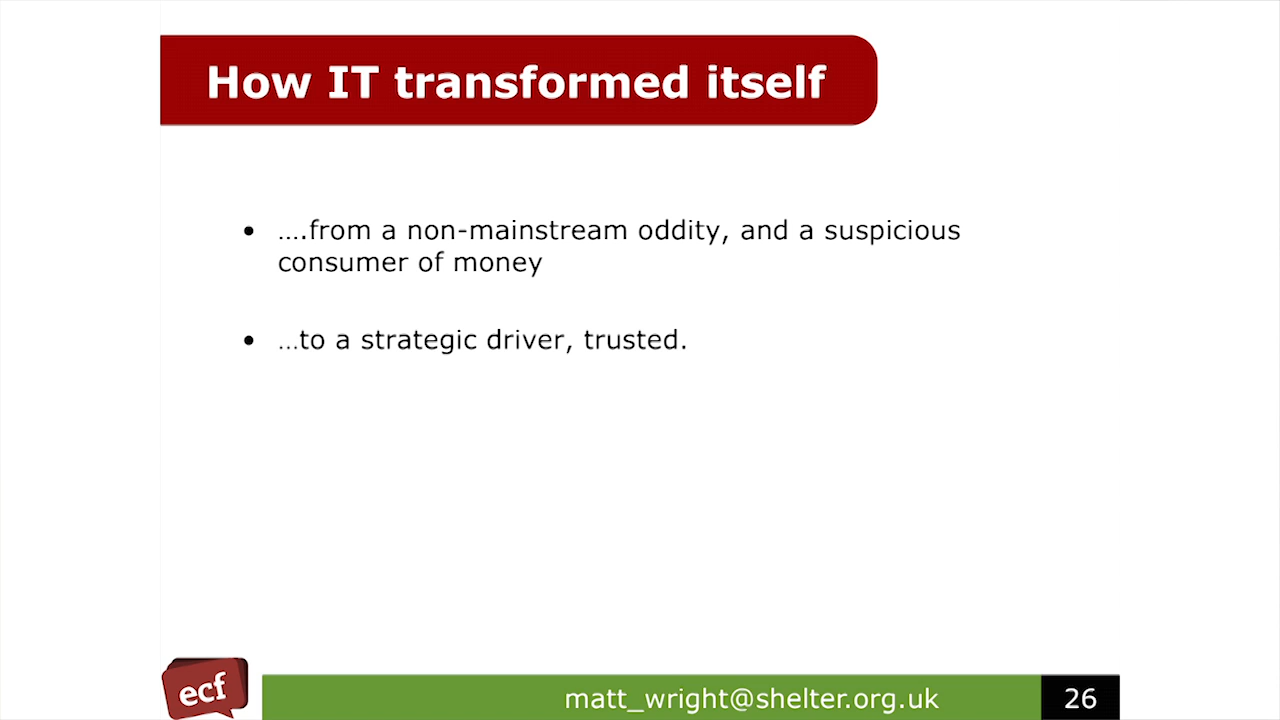 How IT transformed itself
• ….from a non-mainstream oddity, and a suspicious
consumer of money
• …to a strategic driver, trusted.
ecf
matt_wright@shelter.org.uk
26